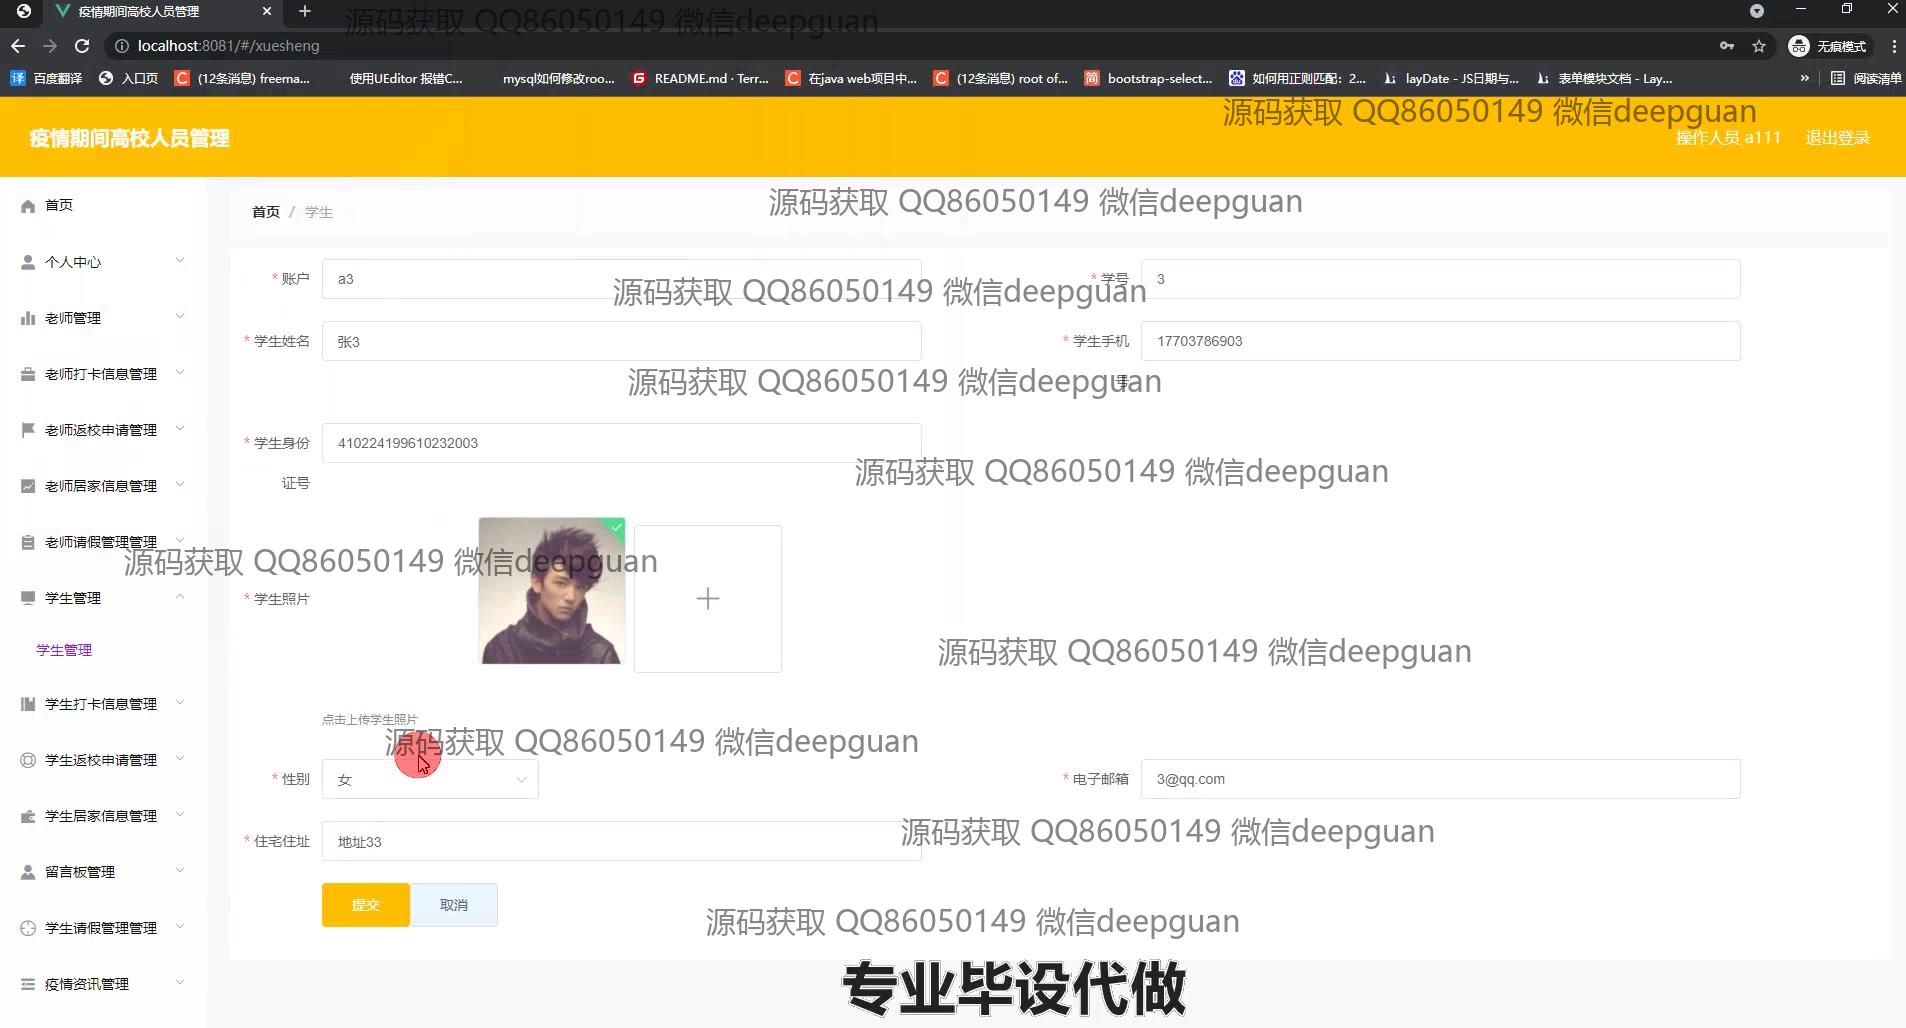 疫情期间高校人员管理
源码获取 QQ86050149 微信deepguan
localhost:8081/#/xuesheng
无痕模式
百度翻译 入口页 (12条消息) freema... 使用UEditor 报错C... mysql如何修改roo... README.md · Terr... 在java web项目中... (12条消息) root of... bootstrap-select... 如何用正则匹配：2... layDate - JS日期与... 表单模块文档 - Lay... » 阅读清单
源码获取 QQ86050149 微信deepguan
疫情期间高校人员管理 操作人员 a111 退出登录
首页
个人中心
老师管理
老师打卡信息管理
老师返校申请管理
老师居家信息管理
老师请假管理管理
学生管理
学生管理
学生打卡信息管理
学生返校申请管理
学生居家信息管理
留言板管理
学生请假管理管理
疫情资讯管理
源码获取 QQ86050149 微信deepguan
首页 / 学生
* 账户 a3 * 学号 3
源码获取 QQ86050149 微信deepguan
* 学生姓名 张3 * 学生手机 17703786903
源码获取 QQ86050149 微信deepguan
* 学生身份 410224199610232003
证号
源码获取 QQ86050149 微信deepguan
源码获取 QQ86050149 微信deepguan
* 学生照片
源码获取 QQ86050149 微信deepguan
点击上传学生照片
源码获取 QQ86050149 微信deepguan
* 性别 女 * 电子邮箱 3@qq.com
源码获取 QQ86050149 微信deepguan
* 住宅住址 地址33
提交 取消
源码获取 QQ86050149 微信deepguan
专业毕设代做